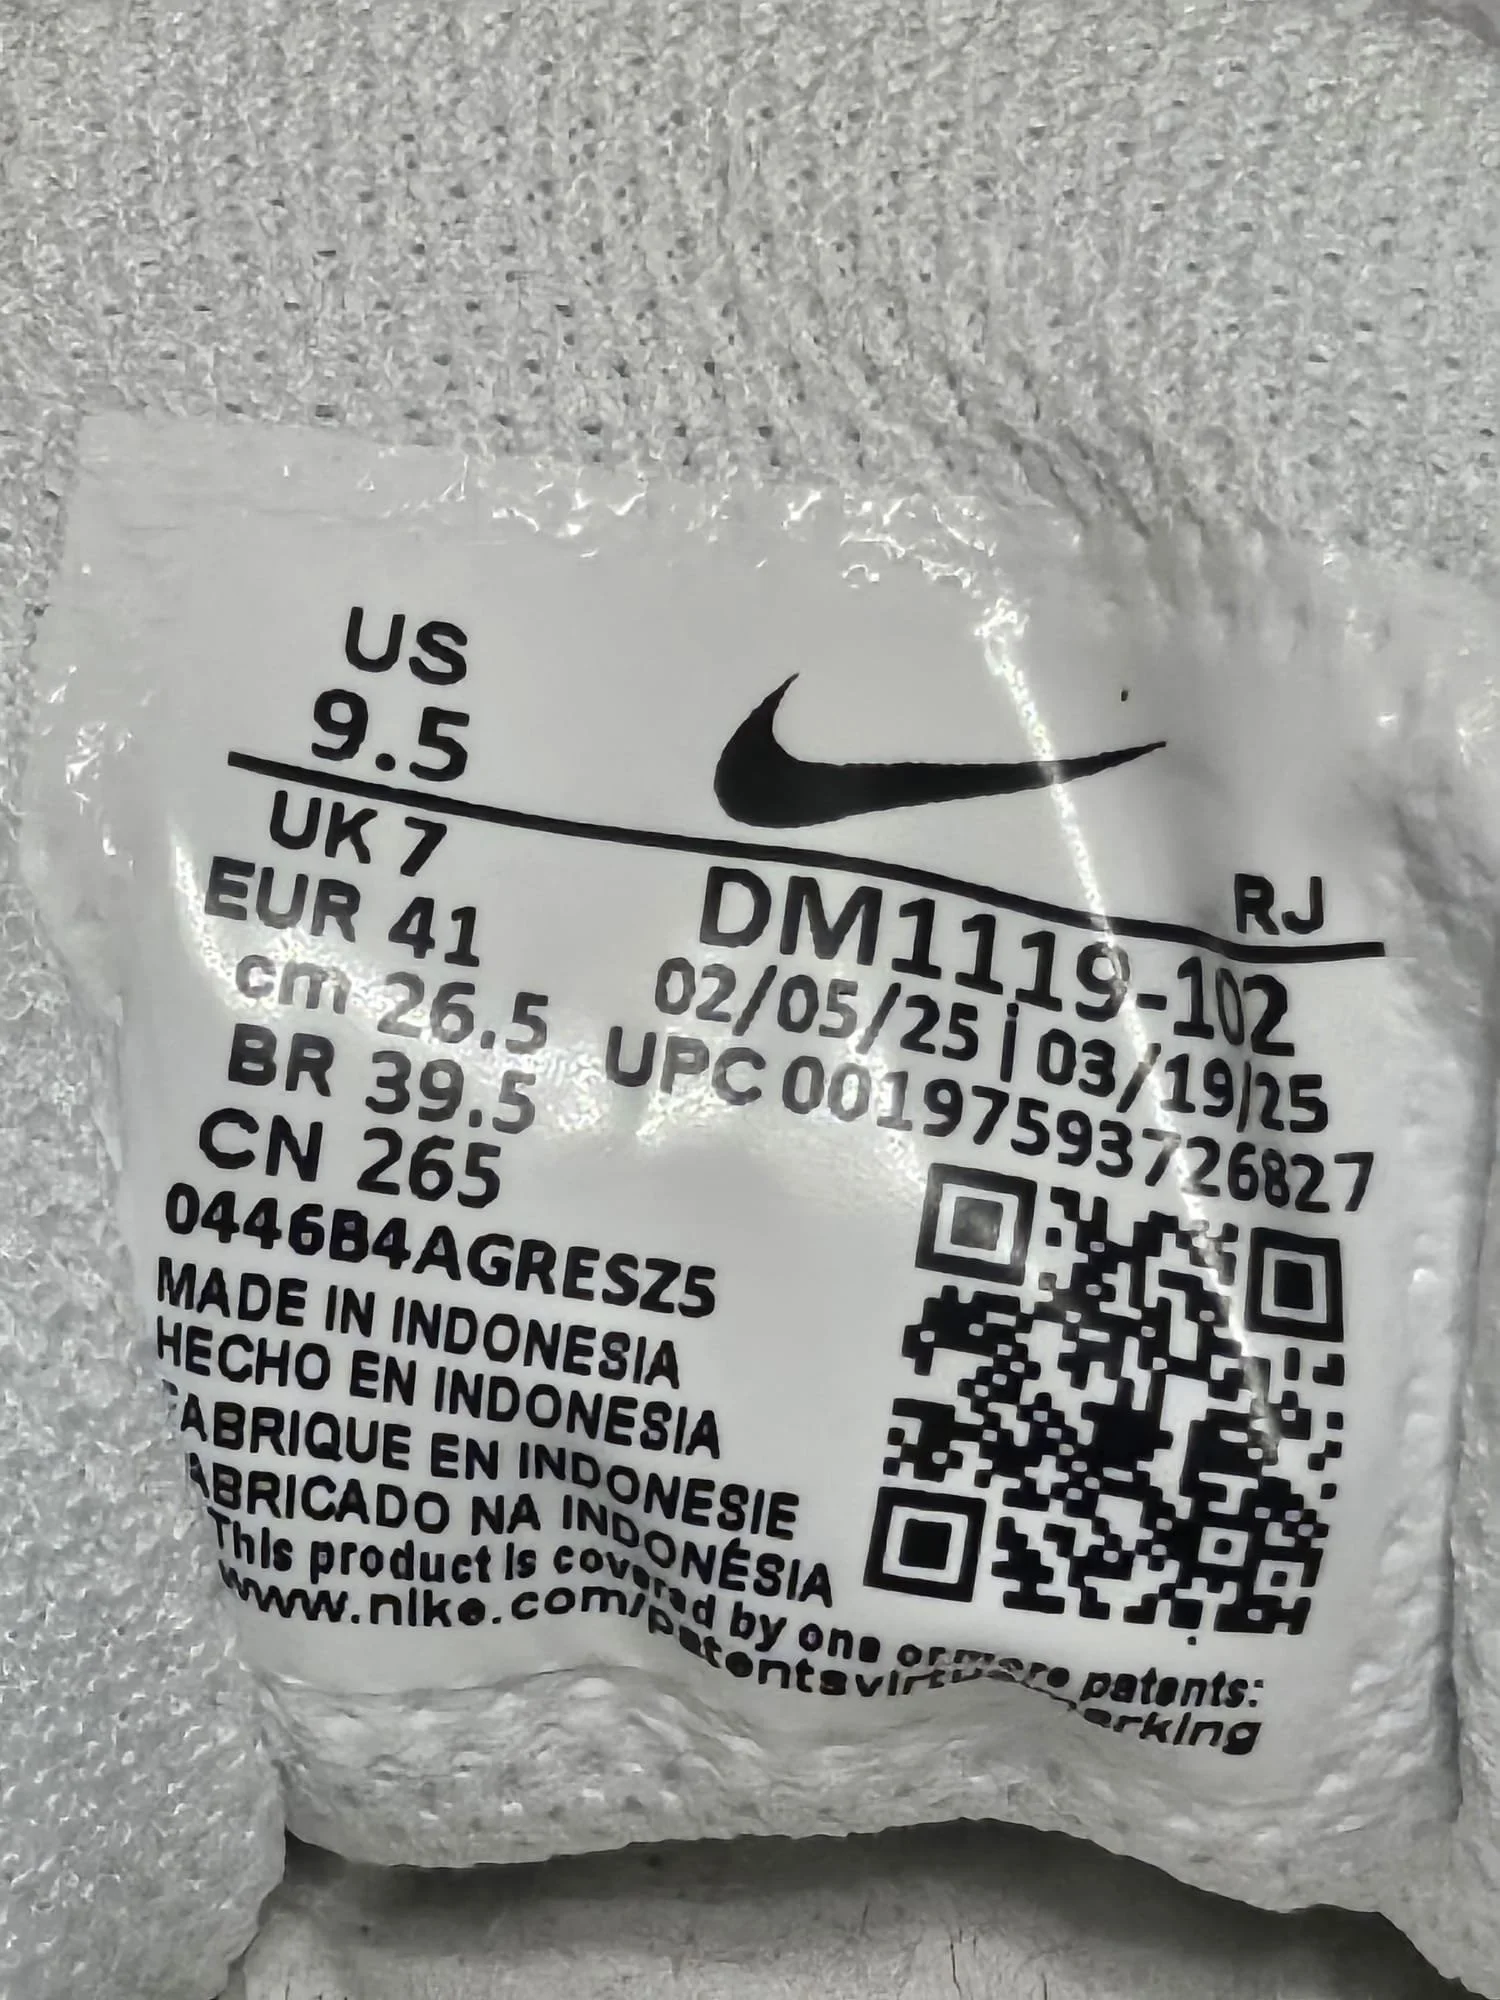 US
9.5
RJ
UK 7
EUR 41
cm 26.5
BR 39.5
CN 265
DM1119-102
02/05/25 | 03/19/25
UPC 00197593726827
0446B4AGRESZ5
MADE IN INDONESIA
HECHO EN INDONESIA
FABRIQUE EN INDONESIE
FABRICADO NA INDONÉSIA
This product is covered by one or more patents:
www.nike.com/patentsvirtualmarking